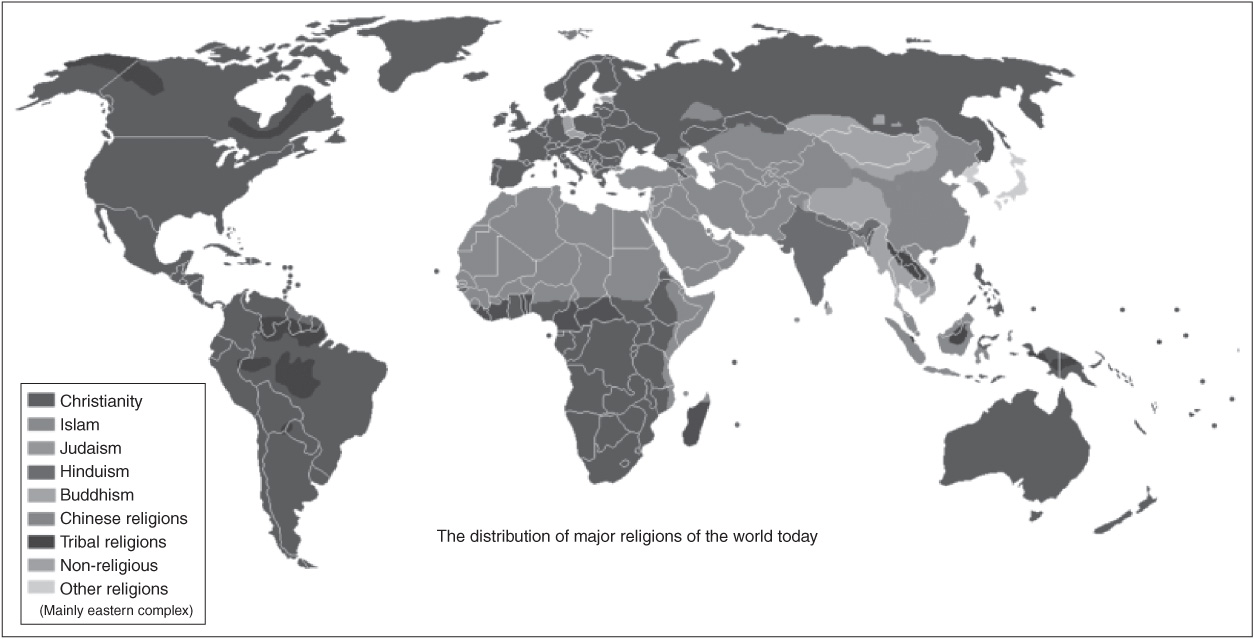 Christianity
Islam
Judaism
Hinduism
Buddhism
Chinese religions
Tribal religions
Non-religious
Other religions
(Mainly eastern complex)
The distribution of major religions of the world today